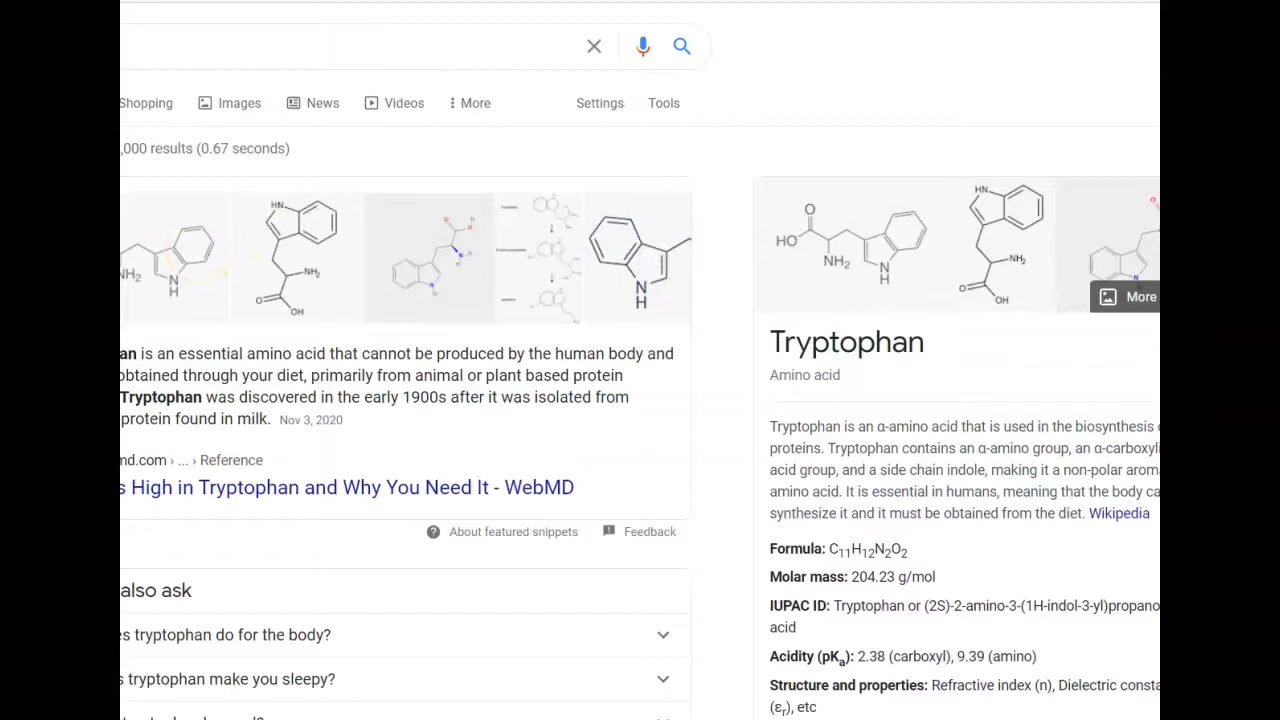 Shopping Images News Videos More Settings Tools
,000 results (0.67 seconds)
NH2 N H
HN NH2 O OH
N H
HO O NH2 N H
HN NH2 O OH
More
an is an essential amino acid that cannot be produced by the human body and
obtained through your diet, primarily from animal or plant based protein
Tryptophan was discovered in the early 1900s after it was isolated from
protein found in milk. Nov 3, 2020
md.com › ... › Reference
s High in Tryptophan and Why You Need It - WebMD
About featured snippets Feedback
also ask
es tryptophan do for the body?
s tryptophan make you sleepy?
Tryptophan
Amino acid
Tryptophan is an α-amino acid that is used in the biosynthesis
proteins. Tryptophan contains an α-amino group, an α-carboxyli
acid group, and a side chain indole, making it a non-polar arom
amino acid. It is essential in humans, meaning that the body ca
synthesize it and it must be obtained from the diet. Wikipedia
Formula: C11H12N2O2
Molar mass: 204.23 g/mol
IUPAC ID: Tryptophan or (2S)-2-amino-3-(1H-indol-3-yl)propano
acid
Acidity (pKa): 2.38 (carboxyl), 9.39 (amino)
Structure and properties: Refractive index (n), Dielectric consta
(εr), etc